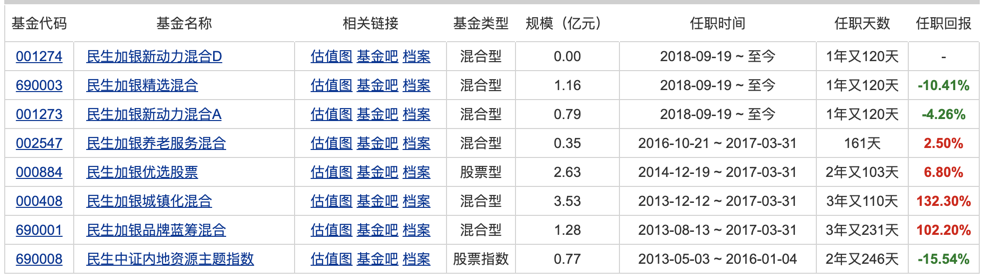 基金代码 基金名称 相关链接 基金类型 规模（亿元） 任职时间 任职天数 任职回报
001274 民生加银新动力混合D 估值图 基金吧 档案 混合型 0.00 2018-09-19 ~ 至今 1年又120天 -
690003 民生加银精选混合 估值图 基金吧 档案 混合型 1.16 2018-09-19 ~ 至今 1年又120天 -10.41%
001273 民生加银新动力混合A 估值图 基金吧 档案 混合型 0.79 2018-09-19 ~ 至今 1年又120天 -4.26%
002547 民生加银养老服务混合 估值图 基金吧 档案 混合型 0.35 2016-10-21 ~ 2017-03-31 161天 2.50%
000884 民生加银优选股票 估值图 基金吧 档案 股票型 2.63 2014-12-19 ~ 2017-03-31 2年又103天 6.80%
000408 民生加银城镇化混合 估值图 基金吧 档案 混合型 3.53 2013-12-12 ~ 2017-03-31 3年又110天 132.30%
690001 民生加银品牌蓝筹混合 估值图 基金吧 档案 混合型 1.28 2013-08-13 ~ 2017-03-31 3年又231天 102.20%
690008 民生中证内地资源主题指数 估值图 基金吧 档案 股票指数 0.77 2013-05-03 ~ 2016-01-04 2年又246天 -15.54%